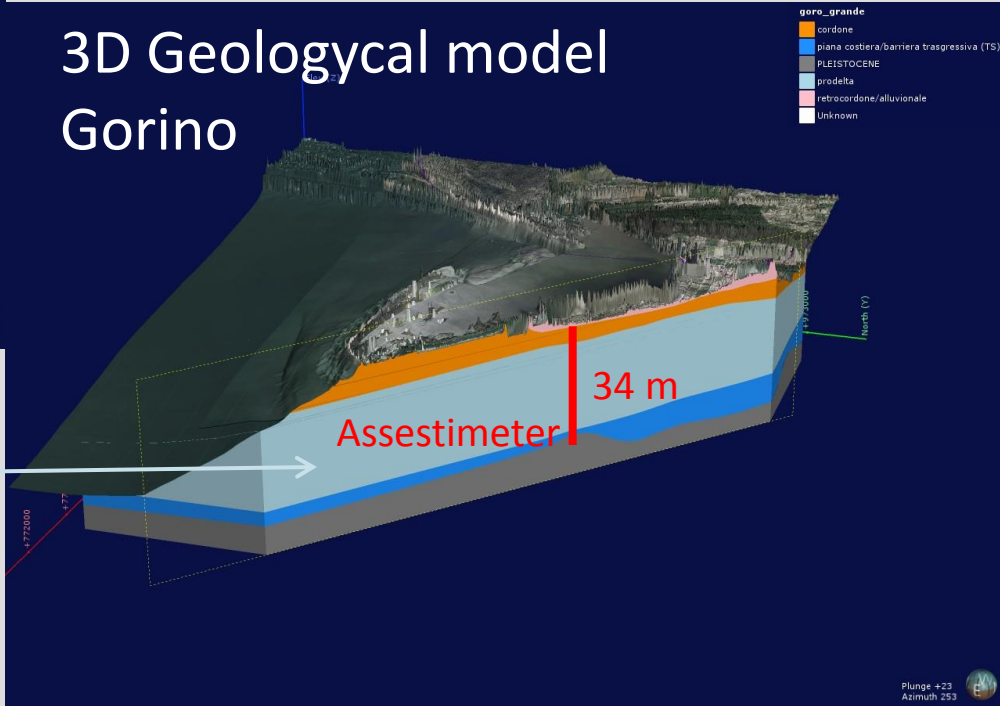 3D Geologycal model
Gorino
goro_grande
cordone
piana costiera/barriera trasgressiva (TS)
PLEISTOCENE
prodelta
retrocordone/alluvionale
Unknown
North (Y)
34 m
Assestimeter
+772000
Plunge +23
Azimuth 253